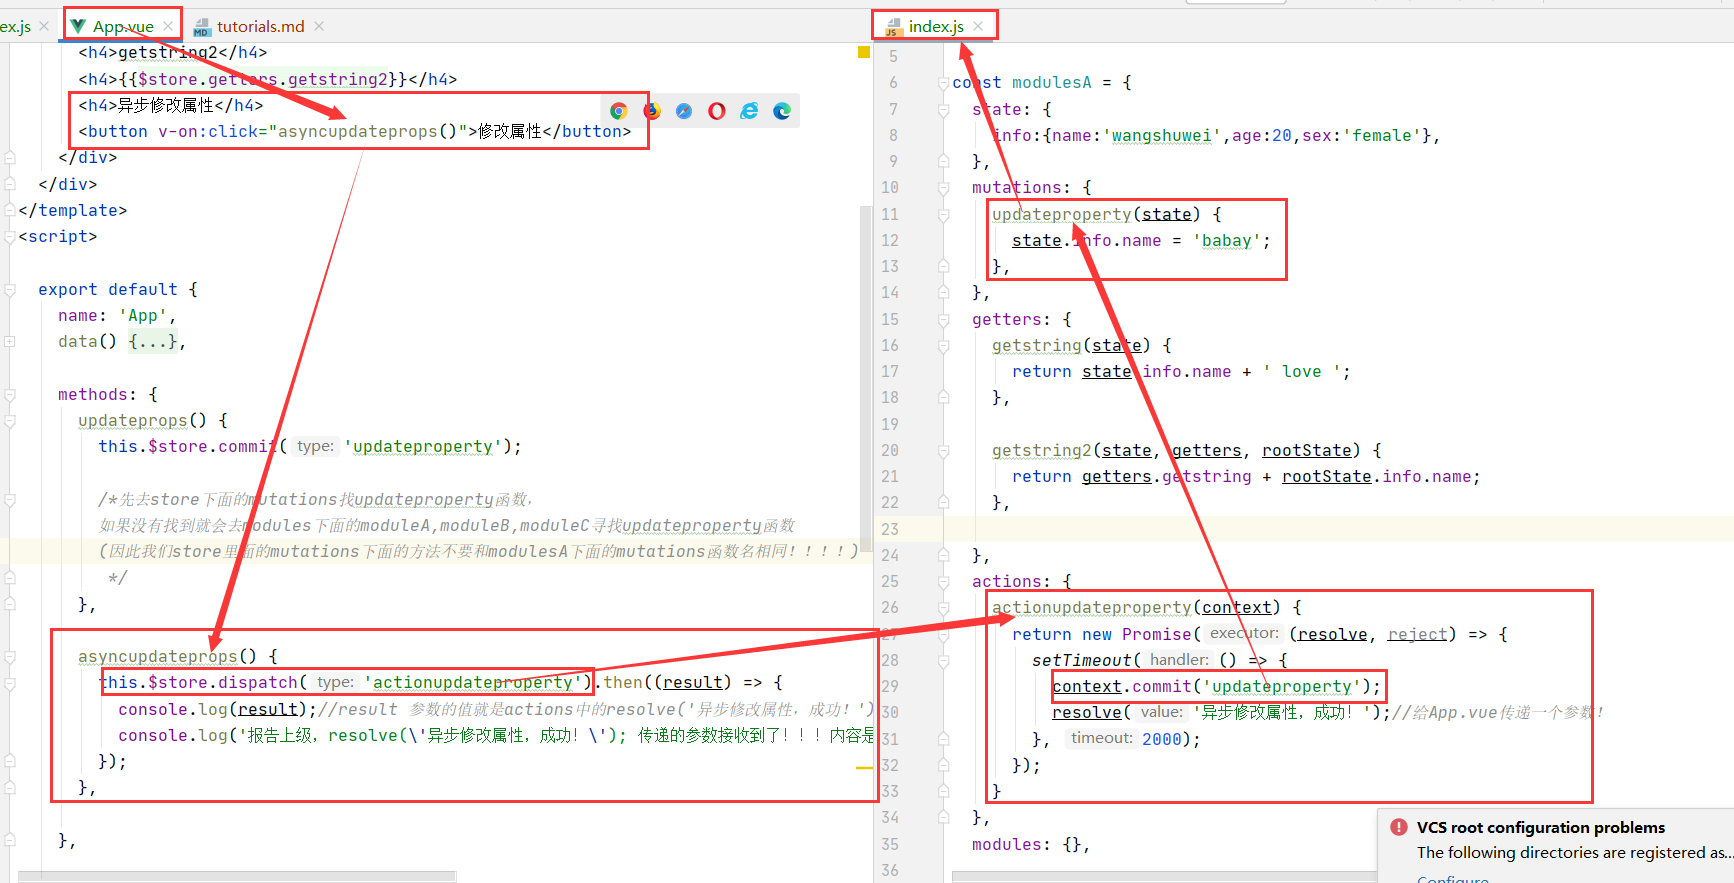 ex.js
App.vue
tutorials.md
<h4>getstring2</h4>
<h4>{{$store.getters.getstring2}}</h4>
<h4>异步修改属性</h4>
<button v-on:click="asyncupdateprops()">修改属性</button>
</div>
</div>
</template>
<script>
export default {
name: 'App',
data() {...},
methods: {
updateprops() {
this.$store.commit( type: 'updateproperty');
/*先去store下面的mutations找updateproperty函数，
如果没有找到就会去modules下面的moduleA,moduleB,moduleC寻找updateproperty函数
(因此我们store里面的mutations下面的方法不要和modulesA下面的mutations函数名相同！！！！)
*/
},
asyncupdateprops() {
this.$store.dispatch( type: 'actionupdateproperty').then((result) => {
console.log(result);//result 参数的值就是actions中的resolve('异步修改属性，成功！')
console.log('报告上级，resolve(\'异步修改属性，成功！\'); 传递的参数接收到了！！！内容是
});
},
},
JS
index.js
5
6 const modulesA = {
7 state: {
8 info:{name:'wangshuwei',age:20,sex:'female'},
9 },
10 mutations: {
11 updateproperty(state) {
12 state.info.name = 'babay';
13 },
14 },
15 getters: {
16 getstring(state) {
17 return state.info.name + ' love ';
18 },
19
20 getstring2(state, getters, rootState) {
21 return getters.getstring + rootState.info.name;
22 },
23
24 },
25 actions: {
26 actionupdateproperty(context) {
27 return new Promise( executor: (resolve, reject) => {
28 setTimeout( handler: () => {
29 context.commit('updateproperty');
30 resolve( value: '异步修改属性，成功！');//给App.vue传递一个参数！
31 }, timeout: 2000);
32 });
33 }
34 },
35 modules: {},
36
VCS root configuration problems
The following directories are registered as...
Configure